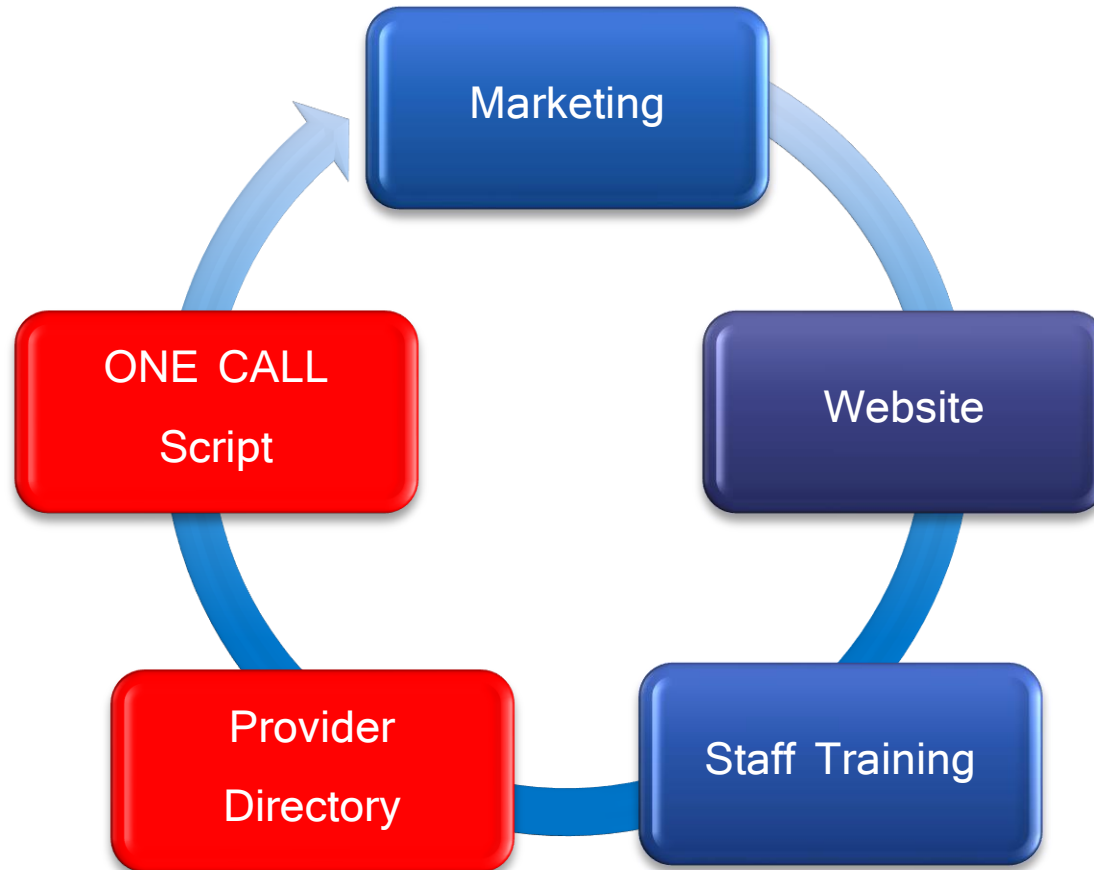 Marketing
Website
Staff Training
Provider
Directory
ONE CALL
Script